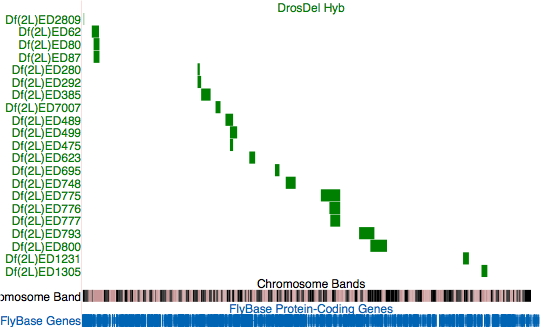 DrosDel Hyb
Df(2L)ED2809
Df(2L)ED62
Df(2L)ED80
Df(2L)ED87
Df(2L)ED280
Df(2L)ED292
Df(2L)ED385
Df(2L)ED7007
Df(2L)ED489
Df(2L)ED499
Df(2L)ED475
Df(2L)ED623
Df(2L)ED695
Df(2L)ED748
Df(2L)ED775
Df(2L)ED776
Df(2L)ED777
Df(2L)ED793
Df(2L)ED800
Df(2L)ED1231
Df(2L)ED1305
Chromosome Bands
omosome Band
FlyBase Protein-Coding Genes
FlyBase Genes